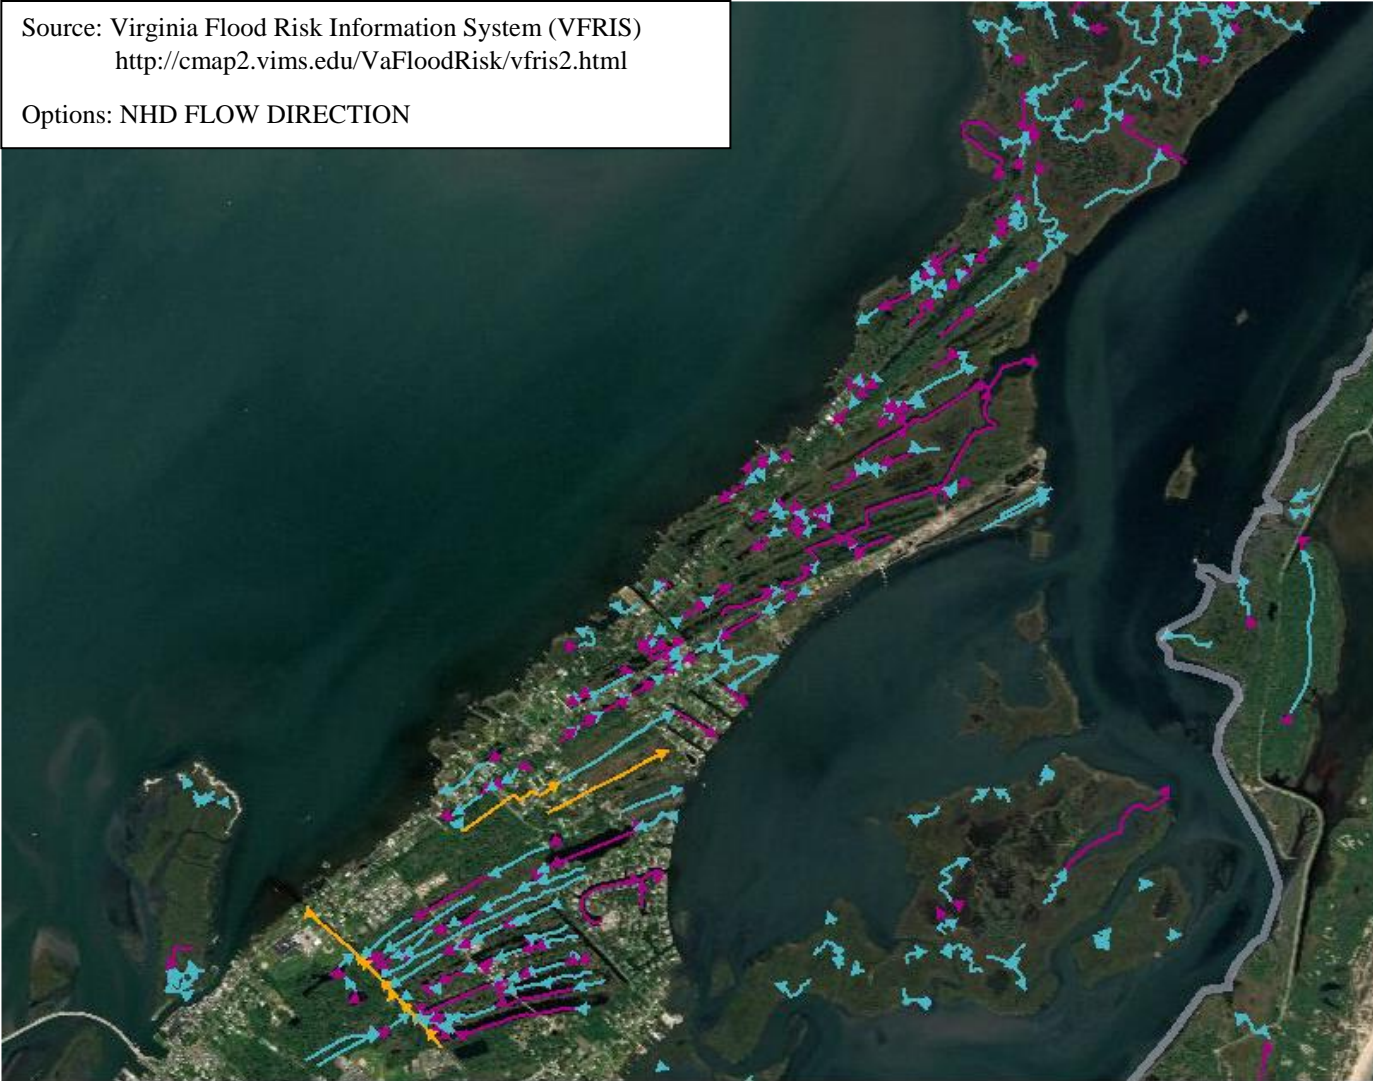 Source: Virginia Flood Risk Information System (VFRIS)
http://cmap2.vims.edu/VaFloodRisk/vfris2.html
Options: NHD FLOW DIRECTION